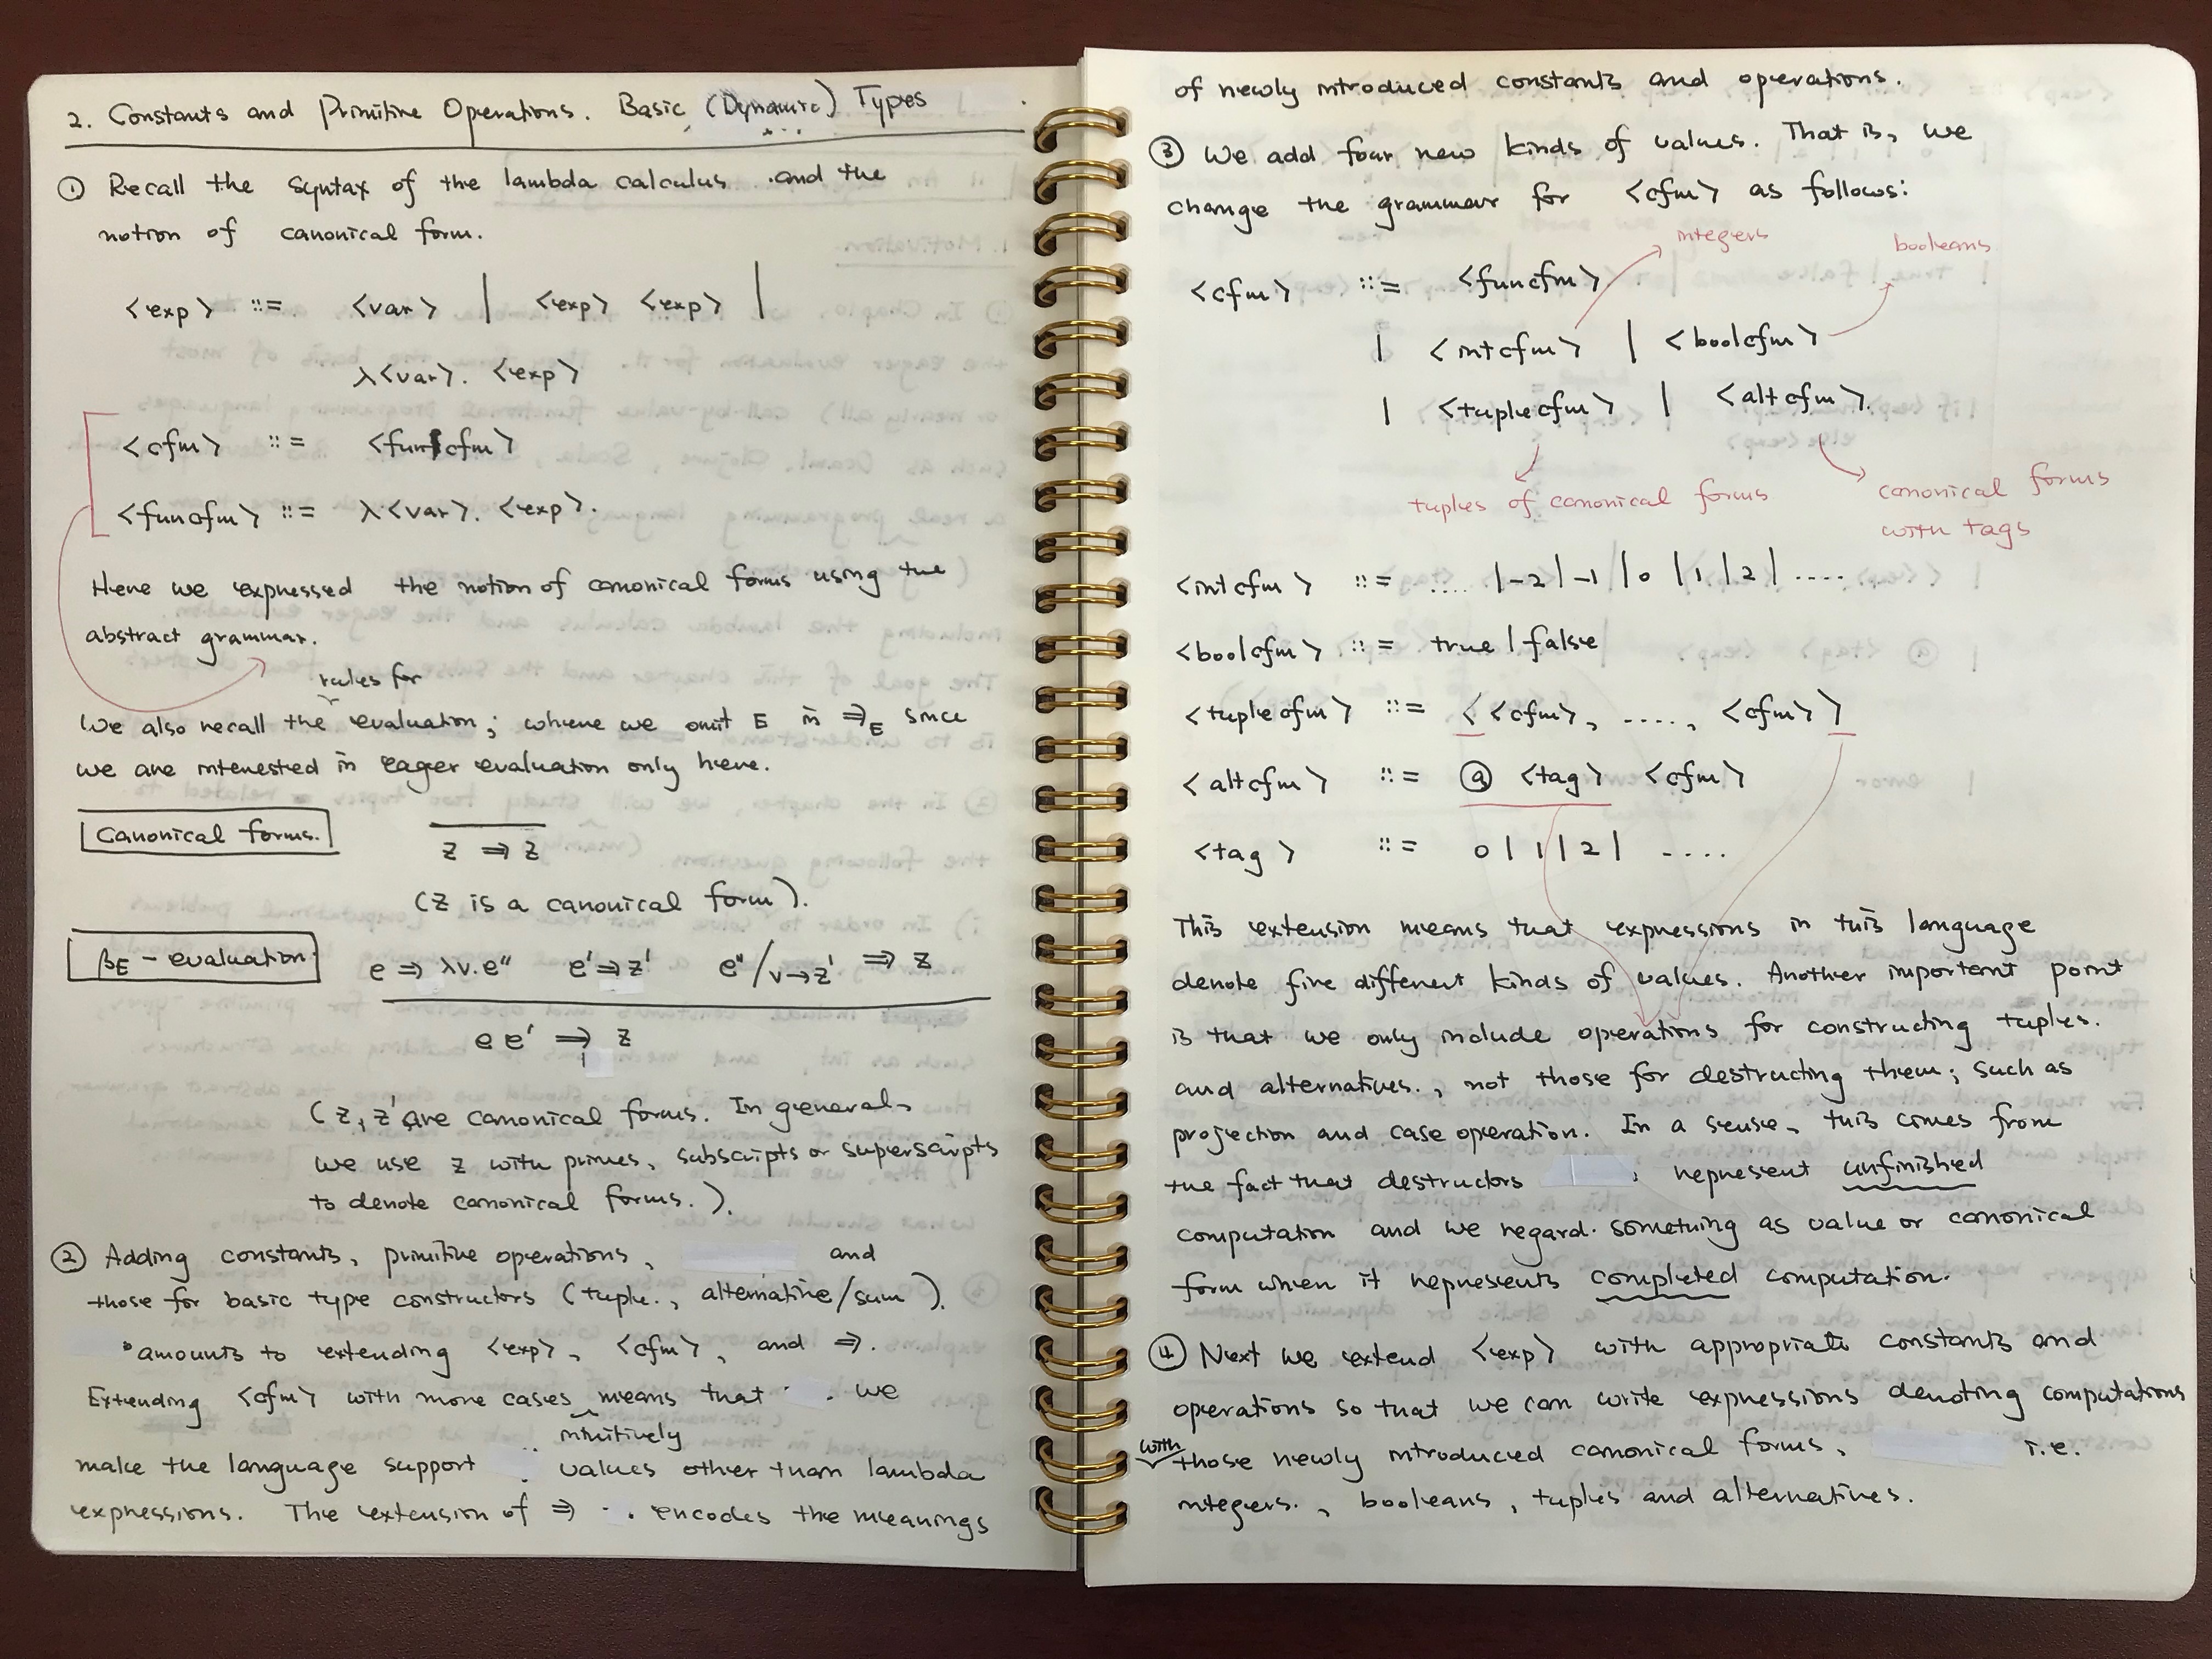 2. Constants and Primitive Operations. Basic (Dynamic) Types
① Recall the syntax of the lambda calculus and the
notion of canonical form.
<exp> ::= <var> | <exp> <exp> |
λ<var>. <exp>
<cfm> ::= <funcfm>
<funcfm> ::= λ<var>. <exp>.
Here we expressed the notion of canonical forms using the
abstract grammar.
rules for
We also recall the evaluation, where we omit E in ⇒E since
we are interested in eager evaluation only here.
Canonical forms.
z ⇒ z
(z is a canonical form).
βE - evaluation
e ⇒ λv.e'' e' ⇒ z' e''/v→z' ⇒ z
e e' ⇒ z
(z, z' are canonical forms. In general,
we use z with primes, subscripts or superscripts
to denote canonical forms.).
② Adding constants, primitive operations, and
those for basic type constructors (tuple., alternative/sum).
amounts to extending <exp>, <cfm>, and ⇒.
Extending <cfm> with more cases means that we
intuitively
make the language support values other than lambda
expressions. The extension of ⇒ encodes the meanings
of newly introduced constants and operations.
③ We add four new kinds of values. That is, we
change the grammar for <cfm> as follows:
integers
booleans
<cfm> ::= <funcfm>
| <intcfm> | <boolcfm>
| <tuplecfm> | <altcfm>.
tuples of canonical forms
canonical forms
with tags
<intcfm> ::= .... |-2|-1|0|1|2|....
<boolcfm> ::= true | false
<tuplecfm> ::= < <cfm>, ....., <cfm> >
<altcfm> ::= @ <tag> <cfm>
<tag> ::= 0|1|2| ....
This extension means that expressions in this language
denote five different kinds of values. Another important point
is that we only include operations for constructing tuples.
and alternatives., not those for destructing them, such as
projection and case operation. In a sense, this comes from
the fact that destructors , represent unfinished
computation and we regard something as value or canonical
form when it represents completed computation.
④ Next we extend <exp> with appropriate constants and
operations so that we can write expressions denoting computations
with
those newly introduced canonical forms, i.e.
integers., booleans, tuples and alternatives.